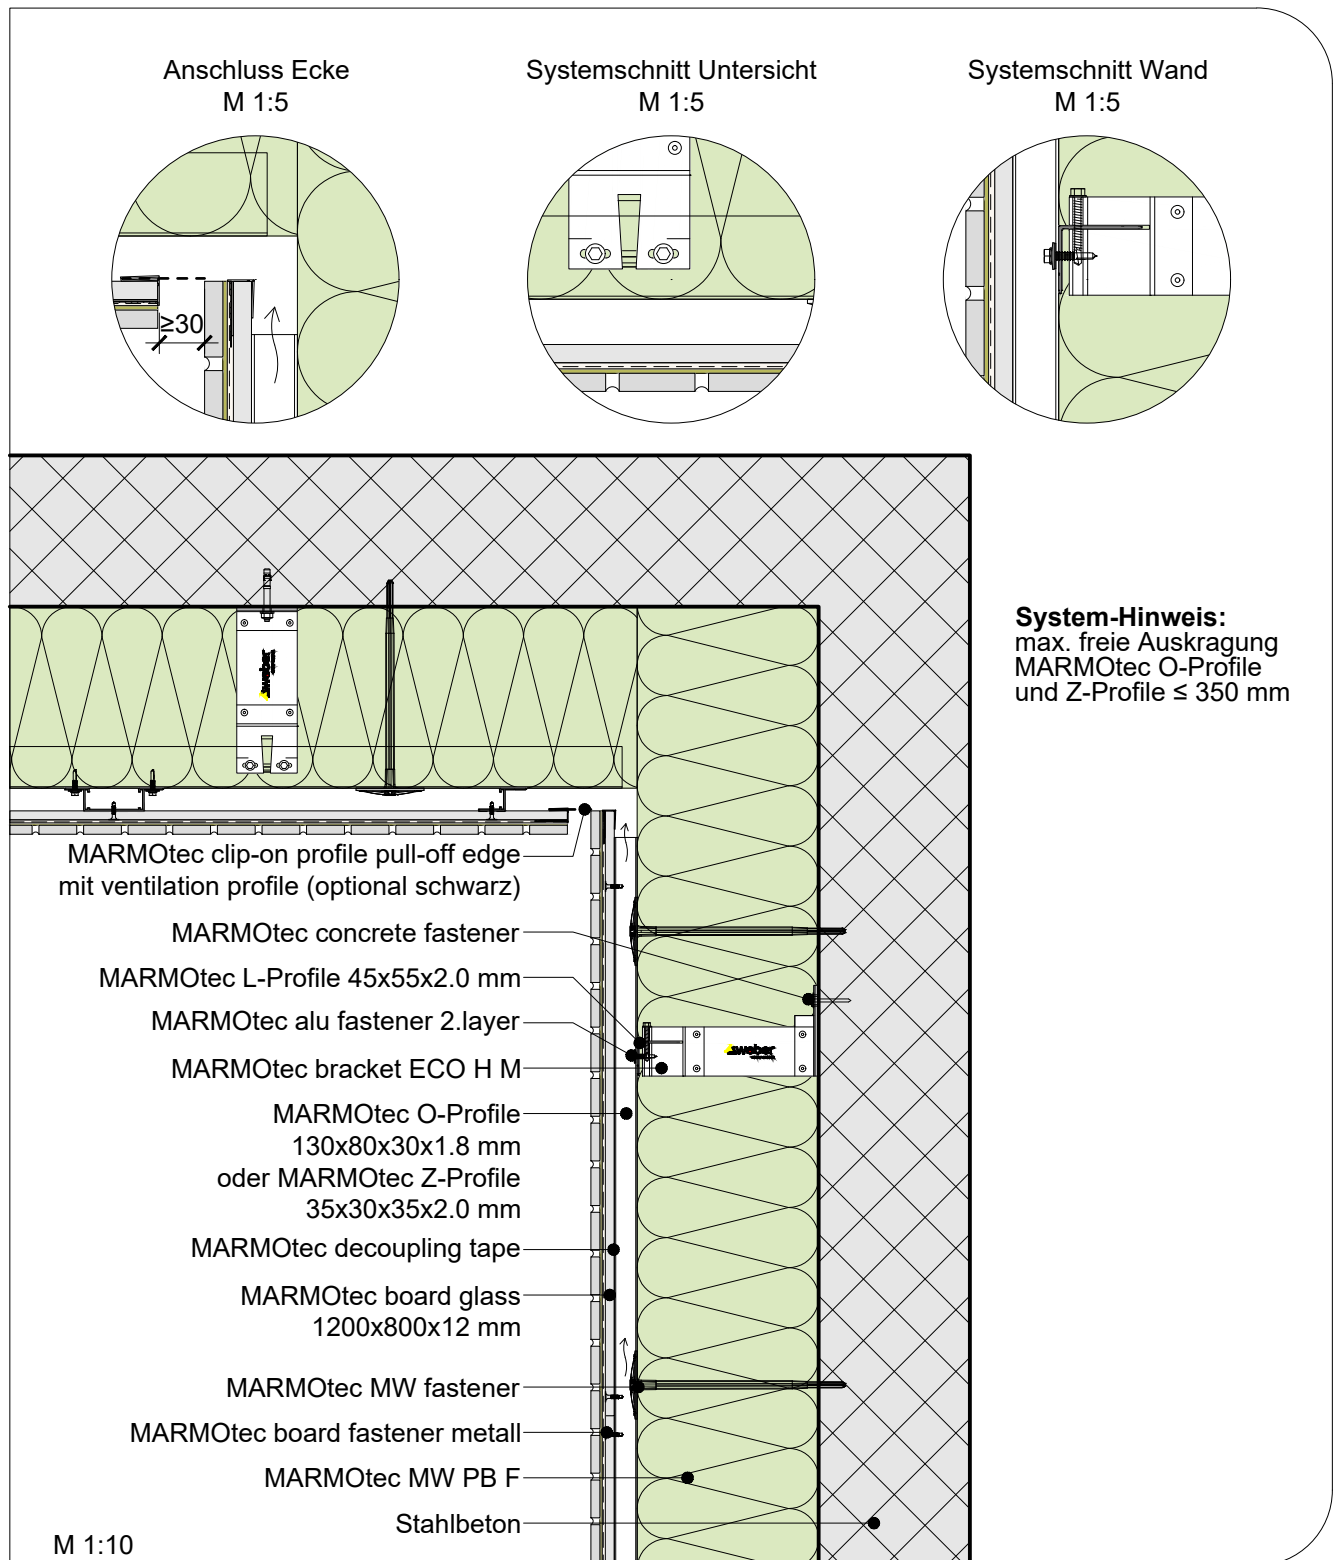 Anschluss Ecke
M 1:5
Systemschnitt Untersicht
M 1:5
Systemschnitt Wand
M 1:5
≥30
System-Hinweis:
max. freie Auskragung
MARMOtec O-Profile
und Z-Profile ≤ 350 mm
weber
MARMOtec clip-on profile pull-off edge
mit ventilation profile (optional schwarz)
MARMOtec concrete fastener
MARMOtec L-Profile 45x55x2.0 mm
MARMOtec alu fastener 2.layer
weber
MARMOtec bracket ECO H M
MARMOtec O-Profile
130x80x30x1.8 mm
oder MARMOtec Z-Profile
35x30x35x2.0 mm
MARMOtec decoupling tape
MARMOtec board glass
1200x800x12 mm
MARMOtec MW fastener
MARMOtec board fastener metall
MARMOtec MW PB F
Stahlbeton
M 1:10